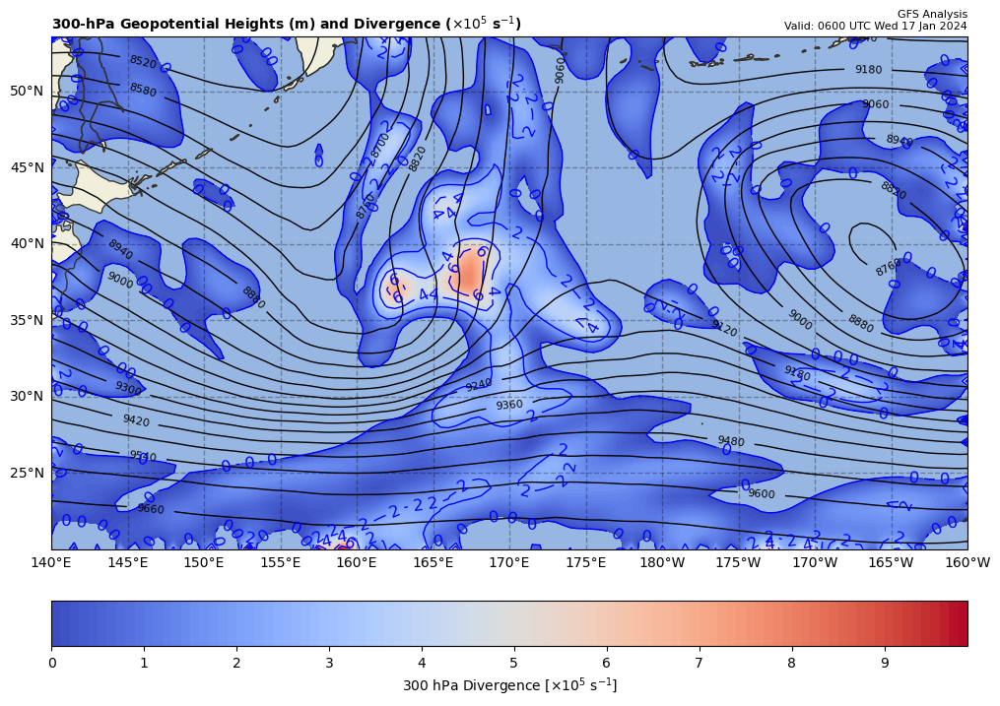 300-hPa Geopotential Heights (m) and Divergence (×10⁵ s⁻¹)
GFS Analysis
Valid: 0600 UTC Wed 17 Jan 2024
50°N
45°N
40°N
35°N
30°N
25°N
8520
8580
8700
8760
8820
9060
9180
9060
8940
8820
8760
8880
9000
9120
9180
8940
9000
8880
9300
9420
9540
9660
9240
9360
9480
9600
140°E 145°E 150°E 155°E 160°E 165°E 170°E 175°E 180°W 175°W 170°W 165°W 160°W
0 1 2 3 4 5 6 7 8 9
300 hPa Divergence [×10⁵ s⁻¹]